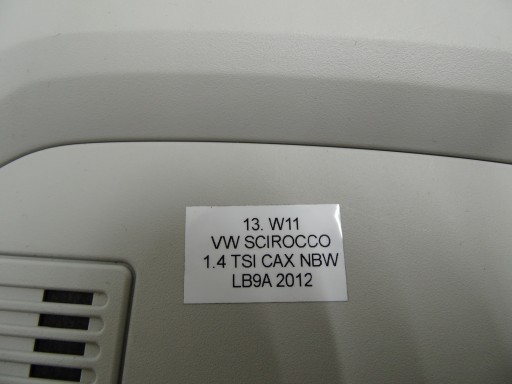 13. W11
VW SCIROCCO
1.4 TSI CAX NBW
LB9A 2012